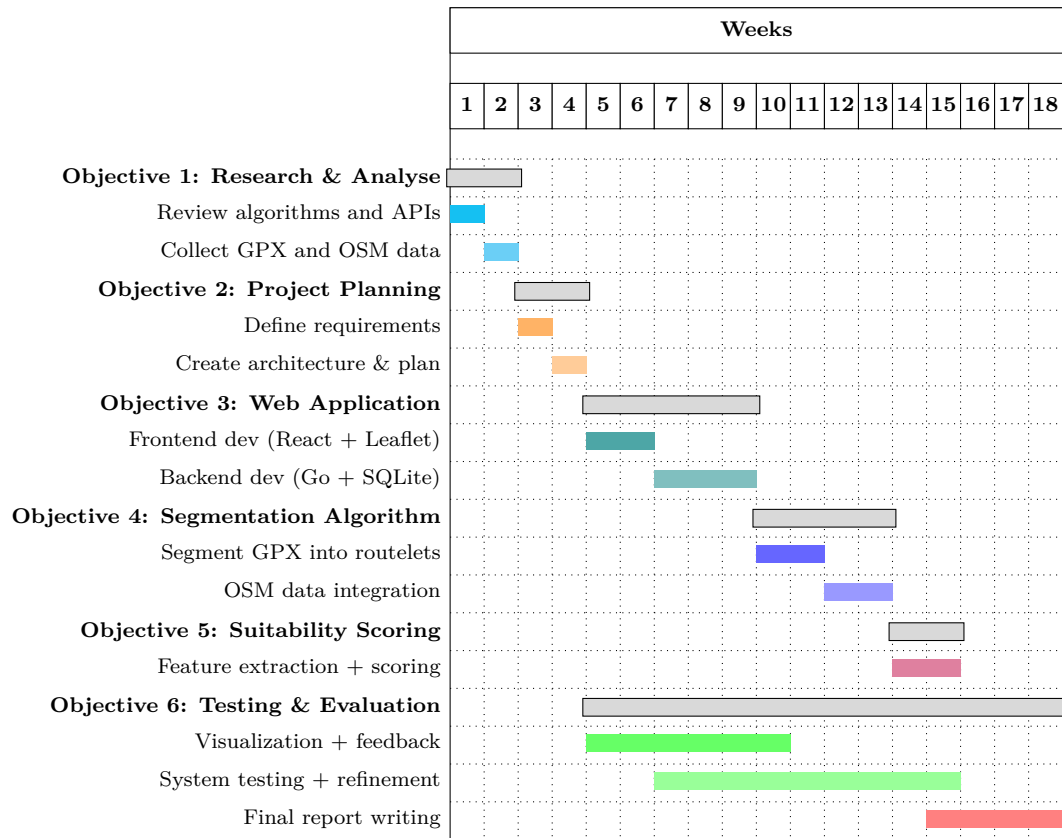 Weeks
1 2 3 4 5 6 7 8 9 10 11 12 13 14 15 16 17 18
Objective 1: Research & Analyse
Review algorithms and APIs
Collect GPX and OSM data
Objective 2: Project Planning
Define requirements
Create architecture & plan
Objective 3: Web Application
Frontend dev (React + Leaflet)
Backend dev (Go + SQLite)
Objective 4: Segmentation Algorithm
Segment GPX into routelets
OSM data integration
Objective 5: Suitability Scoring
Feature extraction + scoring
Objective 6: Testing & Evaluation
Visualization + feedback
System testing + refinement
Final report writing